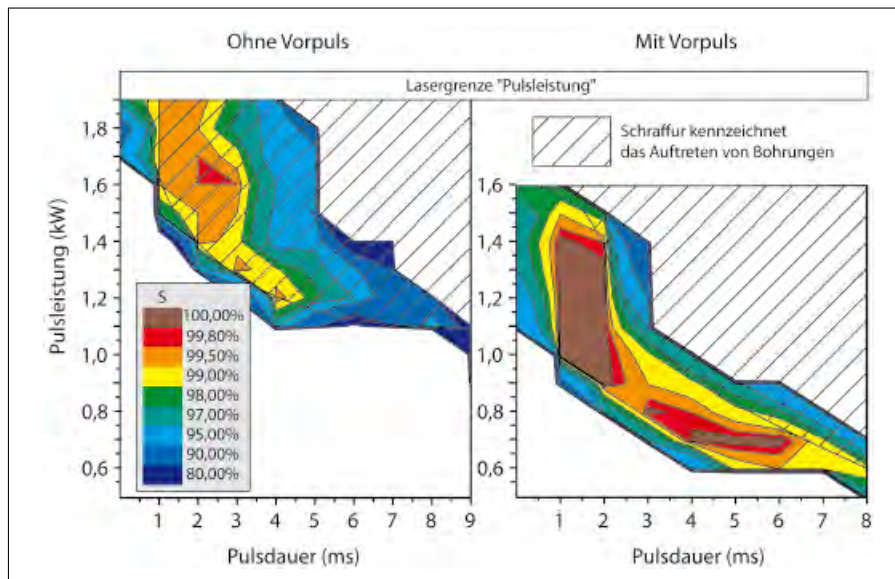 Ohne Vorpuls
Mit Vorpuls
Lasergrenze "Pulsleistung"
Schraffur kennzeichnet
das Auftreten von Bohrungen
Pulsleistung (kW)
1,8
1,6
1,4
1,2
1,0
0,8
0,6
S
100,00%
99,80%
99,50%
99,00%
98,00%
97,00%
95,00%
90,00%
80,00%
1 2 3 4 5 6 7 8 9
Pulsdauer (ms)
1,6
1,4
1,2
1,0
0,8
0,6
1 2 3 4 5 6 7 8
Pulsdauer (ms)